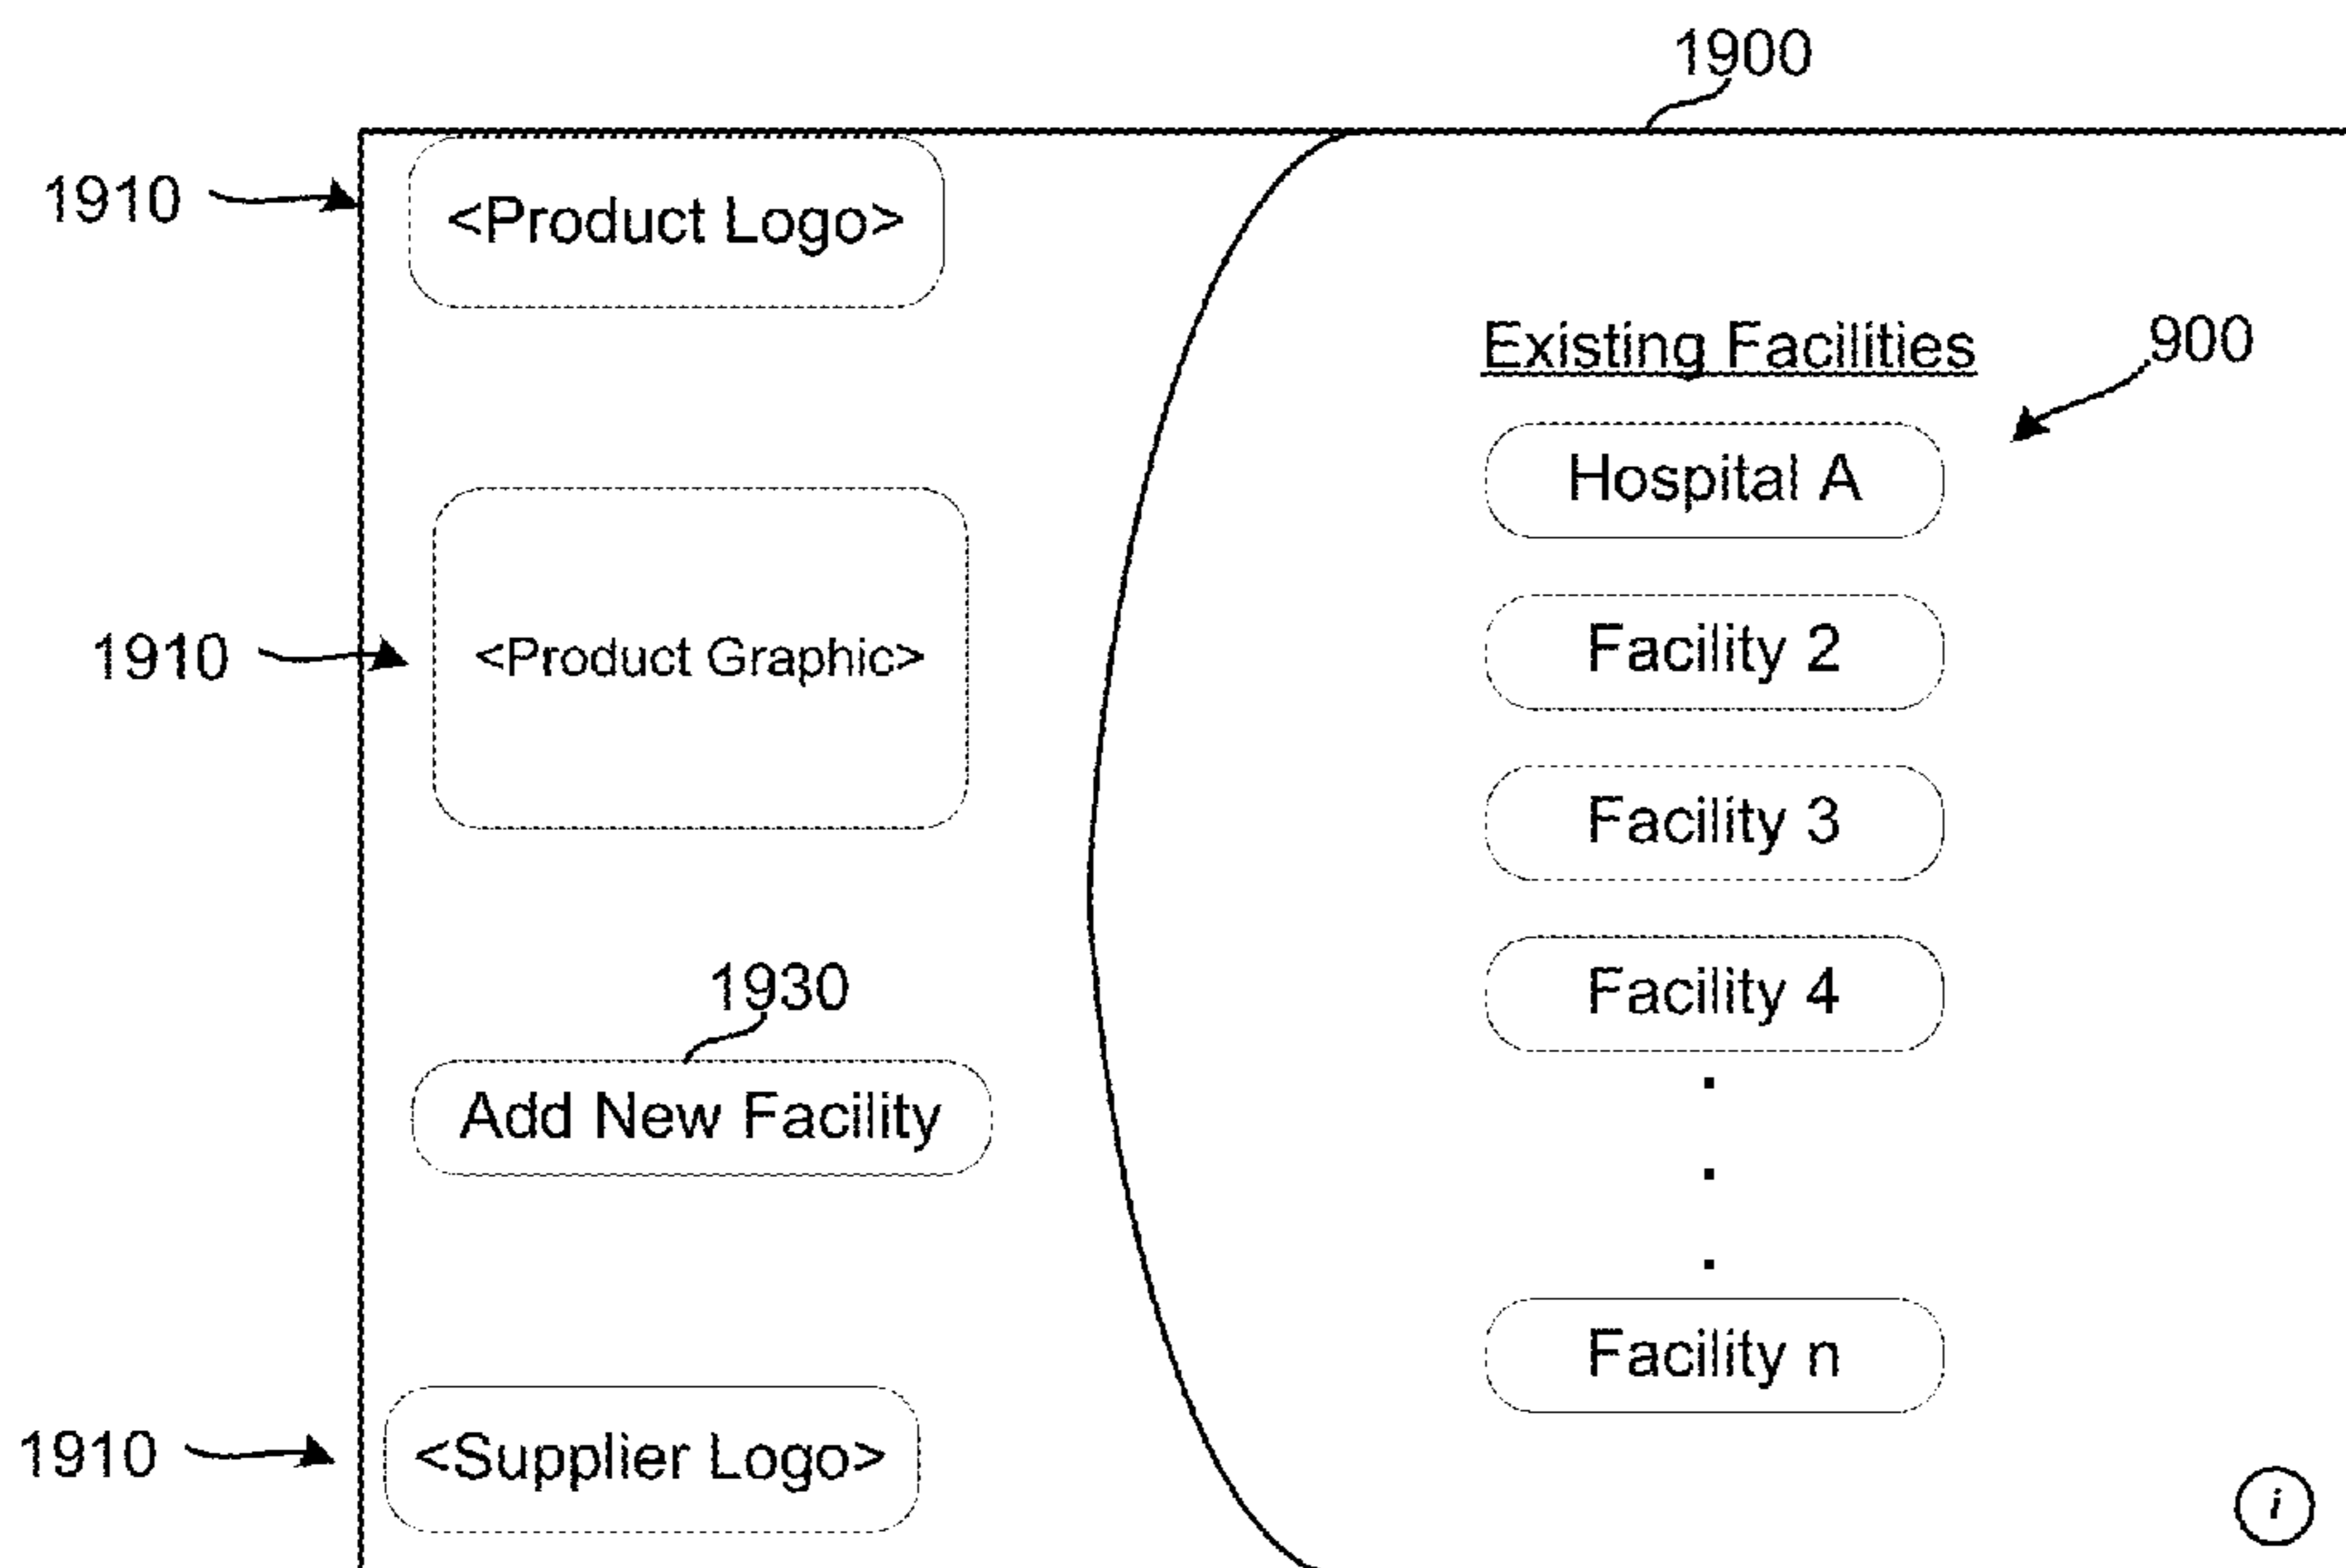 1900
1910
<Product Logo>
Existing Facilities
900
Hospital A
Facility 2
1910
<Product Graphic>
Facility 3
1930
Facility 4
Add New Facility
Facility n
1910
<Supplier Logo>
i